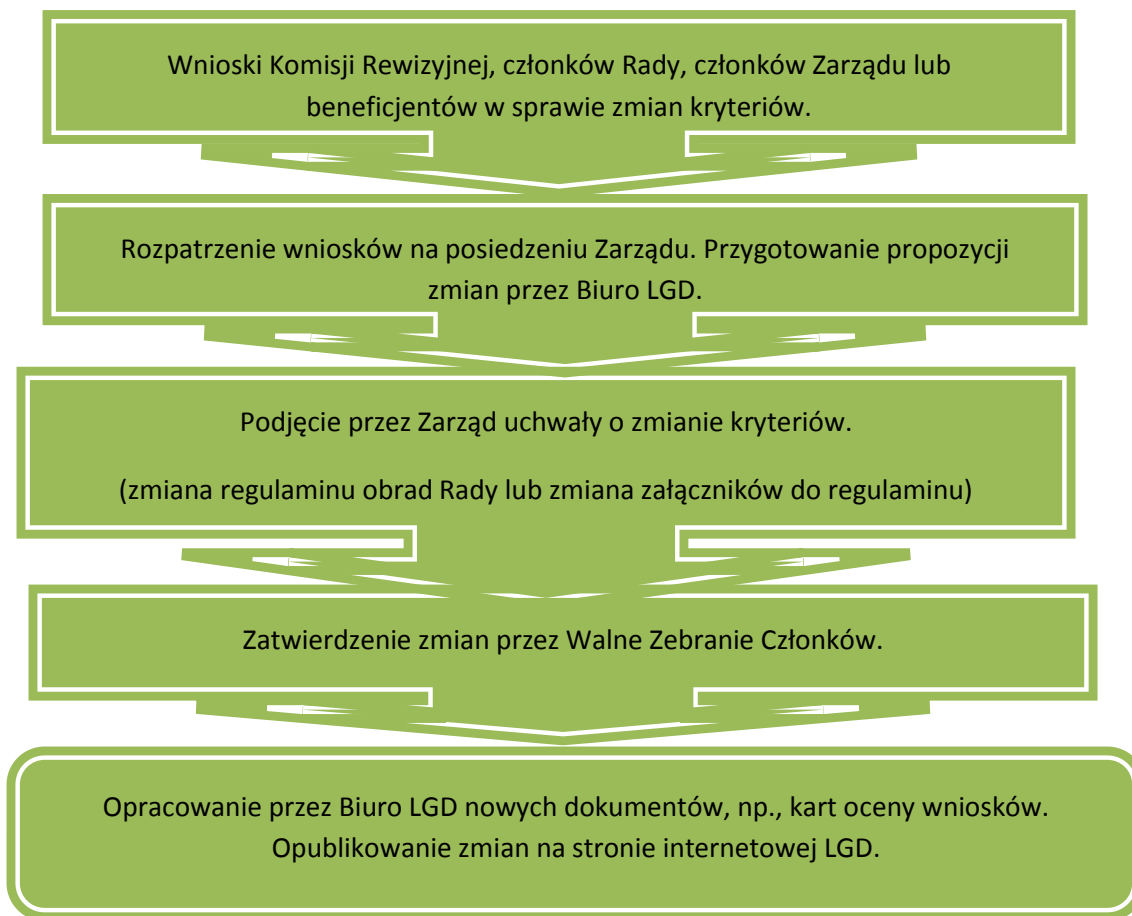 Wnioski Komisji Rewizyjnej, członków Rady, członków Zarządu lub
beneficjentów w sprawie zmian kryteriów.
Rozpatrzenie wniosków na posiedzeniu Zarządu. Przygotowanie propozycji
zmian przez Biuro LGD.
Podjęcie przez Zarząd uchwały o zmianie kryteriów.
(zmiana regulaminu obrad Rady lub zmiana załączników do regulaminu)
Zatwierdzenie zmian przez Walne Zebranie Członków.
Opracowanie przez Biuro LGD nowych dokumentów, np., kart oceny wniosków.
Opublikowanie zmian na stronie internetowej LGD.